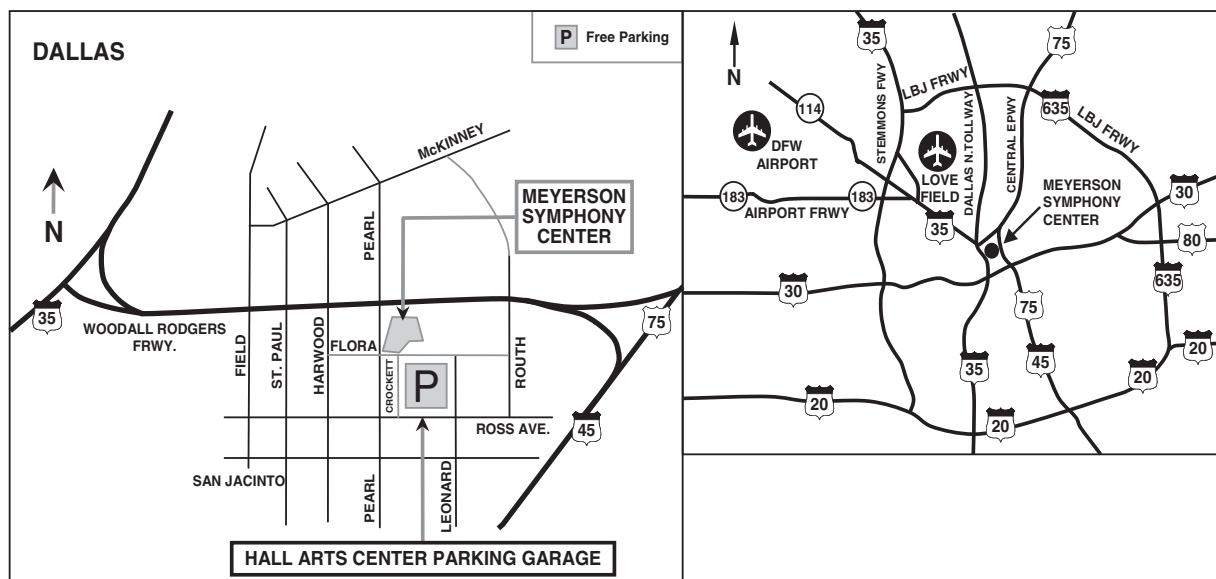 DALLAS
P Free Parking
N
McKINNEY
MEYERSON
SYMPHONY
CENTER
PEARL
35
WOODALL RODGERS
FRWY.
FIELD
ST. PAUL
HARWOOD
FLORA
CROCKETT
P
ROUTH
75
ROSS AVE.
45
SAN JACINTO
PEARL
LEONARD
HALL ARTS CENTER PARKING GARAGE
N
35
75
STEMMONS FWY
LBJ FRWY
114
DFW
AIRPORT
LOVE
FIELD
DALLAS N.TOLLWAY
CENTRAL EPWY
635
LBJ FRWY
MEYERSON
SYMPHONY
CENTER
183
183
AIRPORT FRWY
35
30
80
30
75
635
35
45
20
20
20
20